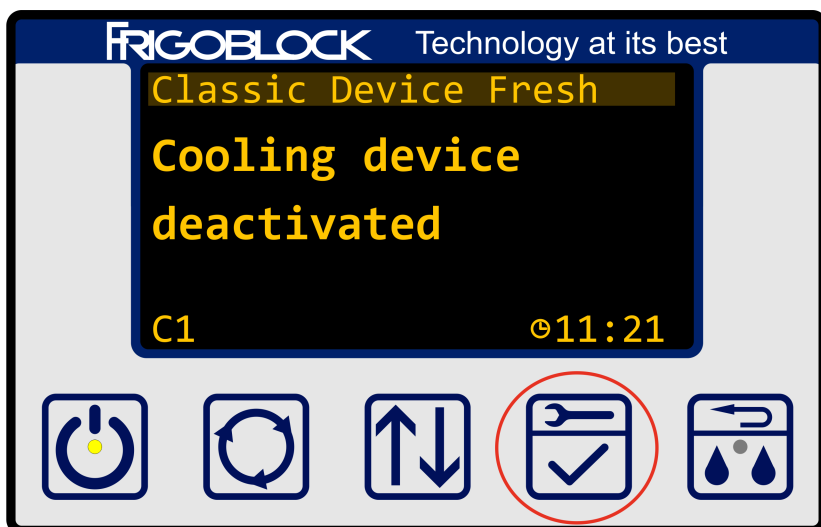 FRIGOBLOCK Technology at its best
Classic Device Fresh
Cooling device
deactivated
C1 11:21